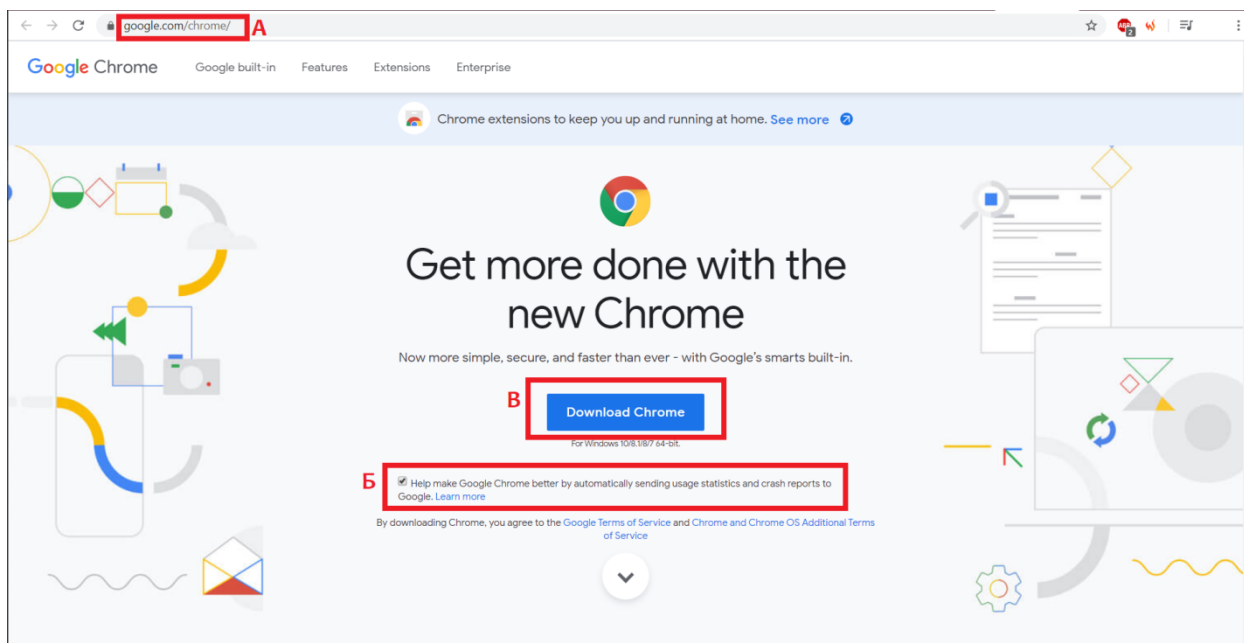 google.com/chrome/ А
ABP
2
Google Chrome Google built-in Features Extensions Enterprise
Chrome extensions to keep you up and running at home. See more
Get more done with the
new Chrome
Now more simple, secure, and faster than ever - with Google's smarts built-in.
В Download Chrome
For Windows 10/8.1/8/7 64-bit.
Б Help make Google Chrome better by automatically sending usage statistics and crash reports to
Google. Learn more
By downloading Chrome, you agree to the Google Terms of Service and Chrome and Chrome OS Additional Terms
of Service